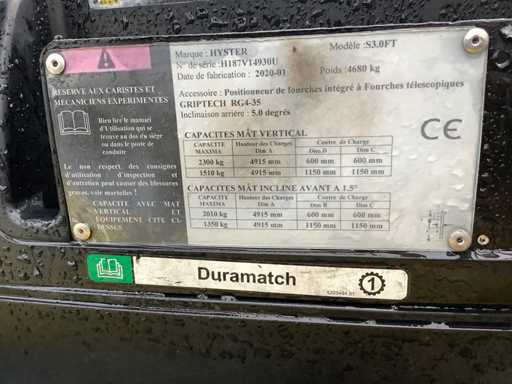 Marque : HYSTER Modèle : S3.0FT
N° de série : H187V14930U Poids : 4680 kg
Date de fabrication : 2020-01
Accessoire : Positionneur de fourches intégré à Fourches télescopiques
GRIPTECH RG4-35
Inclinaison arriere : 5.0 degrés
RESERVE AUX CARISTES ET
MECANICIENS EXPERIMENTES
Bien lire le manuel
d'Utilisation qui se
trouve au dos du siège
ou dans le poste de
conduite
Le non respect des consignes
d'utilisation d'inspection et
d'entretien peut causer des blessures
graves, voir mortelles !
CAPACITE AVEC MAT
VERTICAL ET
EQUIPEMENT CITE CI-
DESSUS
CAPACITES MÂT VERTICAL
CAPACITE MAXIMA Hauteur des Charges Dim A Centre de Charge Dim B Dim C
2300 kg 4915 mm 600 mm 600 mm
1510 kg 4915 mm 1150 mm 1150 mm
CAPACITES MÂT INCLINE AVANT A 1.5°
CAPACITE MAXIMA Hauteur des Charges Dim A Centre de Charge Dim B Dim C
2010 kg 4915 mm 600 mm 600 mm
1350 kg 4915 mm 1150 mm 1150 mm
CE
Duramatch
1